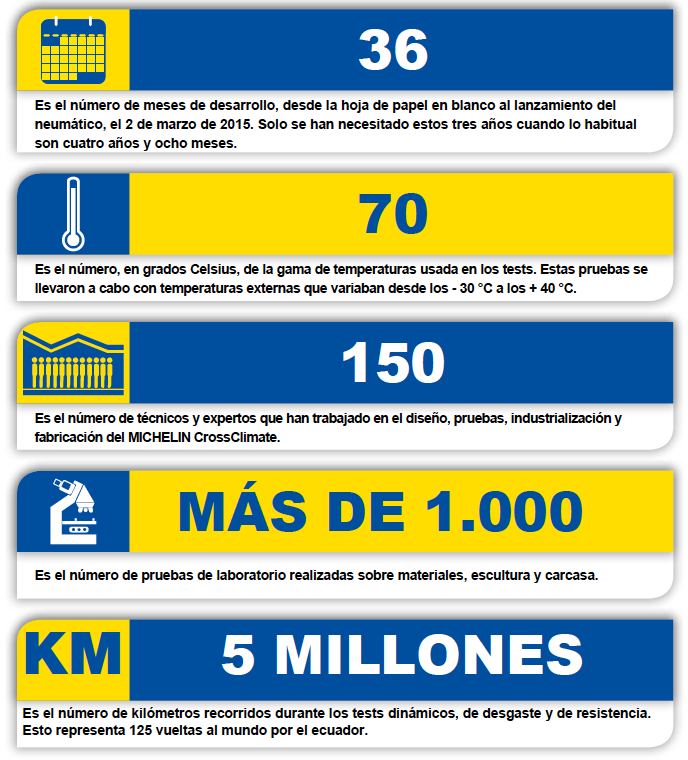 36
Es el número de meses de desarrollo, desde la hoja de papel en blanco al lanzamiento del
neumático, el 2 de marzo de 2015. Solo se han necesitado estos tres años cuando lo habitual
son cuatro años y ocho meses.
70
Es el número, en grados Celsius, de la gama de temperaturas usada en los tests. Estas pruebas se
llevaron a cabo con temperaturas externas que variaban desde los - 30 °C a los + 40 °C.
150
Es el número de técnicos y expertos que han trabajado en el diseño, pruebas, industrialización y
fabricación del MICHELIN CrossClimate.
MÁS DE 1.000
Es el número de pruebas de laboratorio realizadas sobre materiales, escultura y carcasa.
KM 5 MILLONES
Es el número de kilómetros recorridos durante los tests dinámicos, de desgaste y de resistencia.
Esto representa 125 vueltas al mundo por el ecuador.